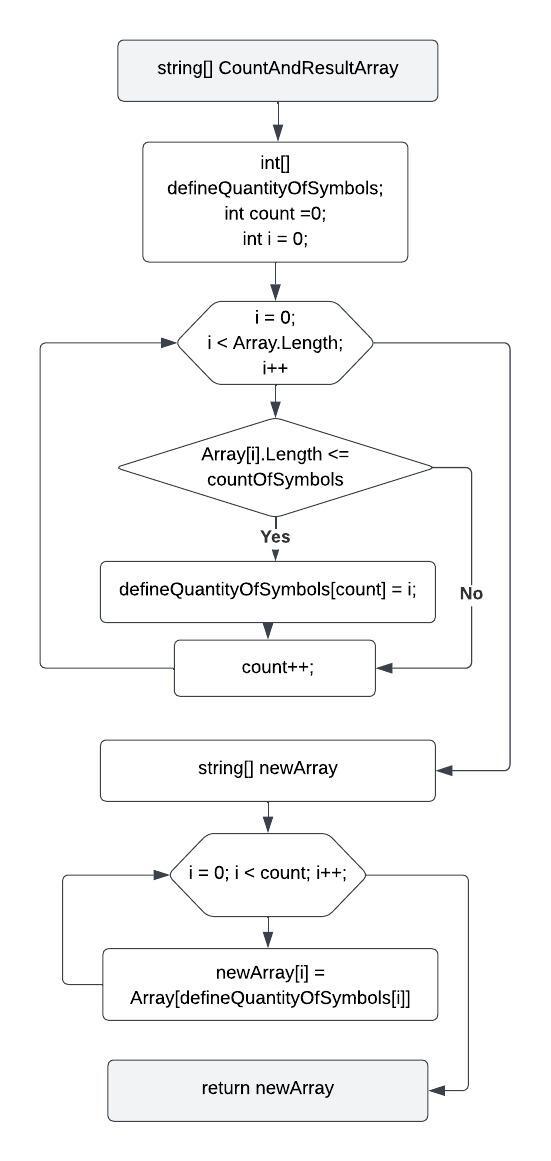 string[] CountAndResultArray
int[]
defineQuantityOfSymbols;
int count =0;
int i = 0;
i = 0;
i < Array.Length;
i++
Array[i].Length <=
countOfSymbols
Yes
defineQuantityOfSymbols[count] = i;
No
count++;
string[] newArray
i = 0; i < count; i++;
newArray[i] =
Array[defineQuantityOfSymbols[i]]
return newArray